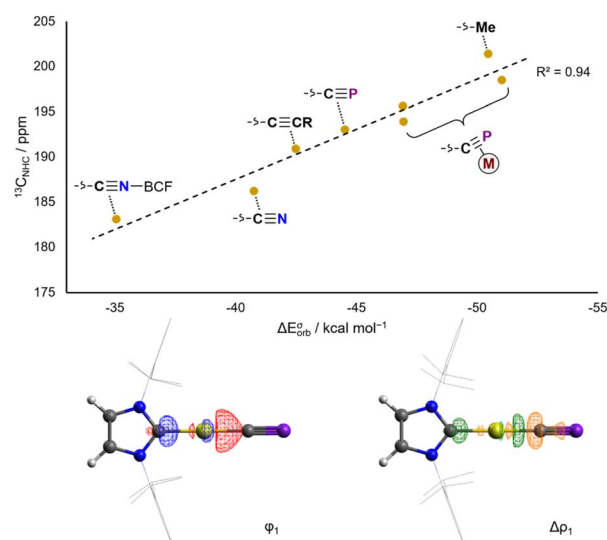 205
200
195
190
185
180
175
¹³C_NHC / ppm
-ξ-Me
R² = 0.94
-ξ-C≡P
-ξ-C≡CR
-ξ-C≡P
M
-ξ-C≡N—BCF
-ξ-C≡N
-35
-40
-45
-50
-55
ΔE^σ_orb / kcal mol⁻¹
φ₁
Δρ₁